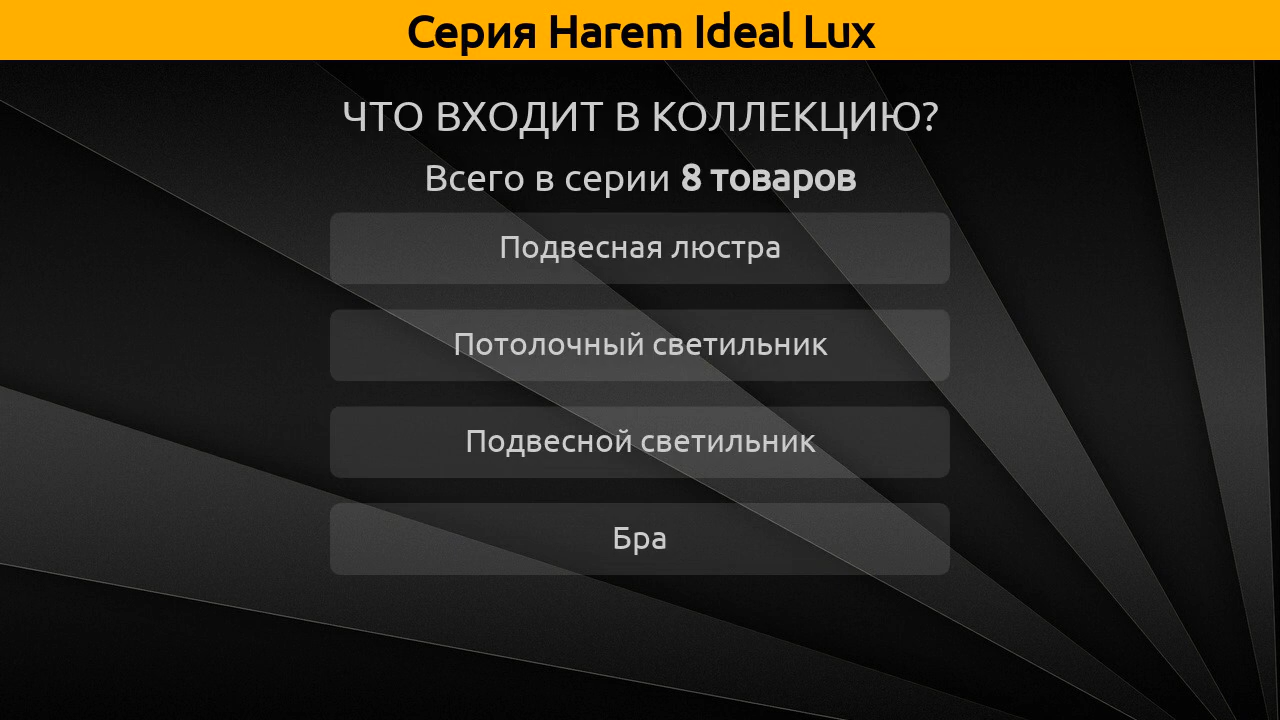 Серия Harem Ideal Lux
ЧТО ВХОДИТ В КОЛЛЕКЦИЮ?
Всего в серии 8 товаров
Подвесная люстра
Потолочный светильник
Подвесной светильник
Бра